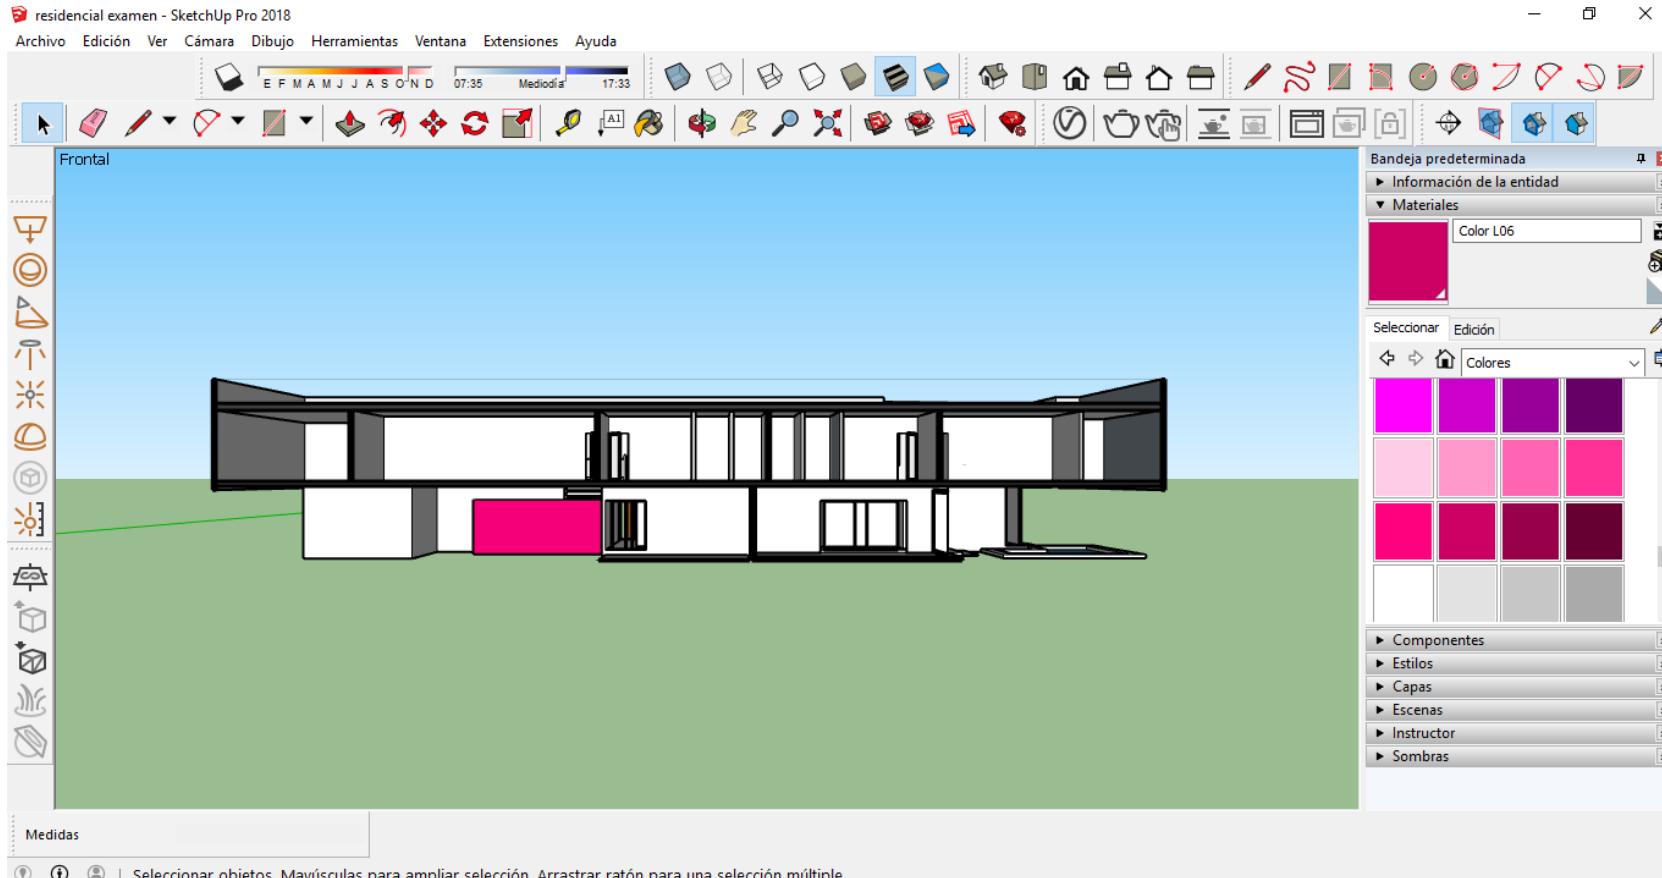 residencial examen - SketchUp Pro 2018
Archivo Edición Ver Cámara Dibujo Herramientas Ventana Extensiones Ayuda
E F M A M J J A S O N D 07:35 Mediodía 17:33
A1
Frontal
Bandeja predeterminada
Información de la entidad
Materiales
Color L06
Seleccionar Edición
Colores
Componentes
Estilos
Capas
Escenas
Instructor
Sombras
Medidas
Seleccionar objetos. Mayúsculas para ampliar selección. Arrastrar ratón para una selección múltiple.